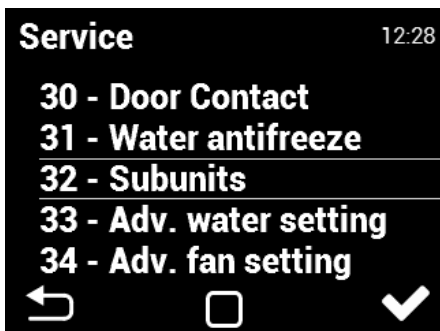 Service 12:28
30 - Door Contact
31 - Water antifreeze
32 - Subunits
33 - Adv. water setting
34 - Adv. fan setting